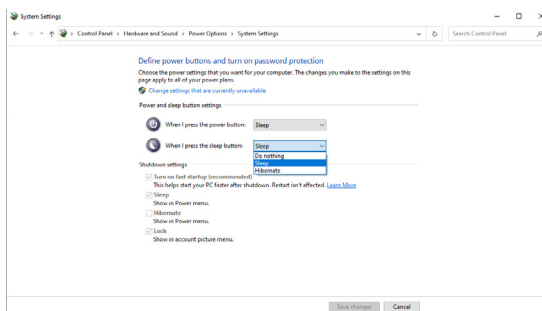 System Settings
Control Panel > Hardware and Sound > Power Options > System Settings
Search Control Panel
Define power buttons and turn on password protection
Choose the power settings that you want for your computer. The changes you make to the settings on this
page apply to all of your power plans.
Change settings that are currently unavailable
Power and sleep button settings
When I press the power button: Sleep
When I press the sleep button: Sleep
Do nothing
Sleep
Hibernate
Shutdown settings
Turn on fast startup (recommended)
This helps start your PC faster after shutdown. Restart isn't affected. Learn More
Sleep
Show in Power menu.
Hibernate
Show in Power menu.
Lock
Show in account picture menu.
Save changes Cancel